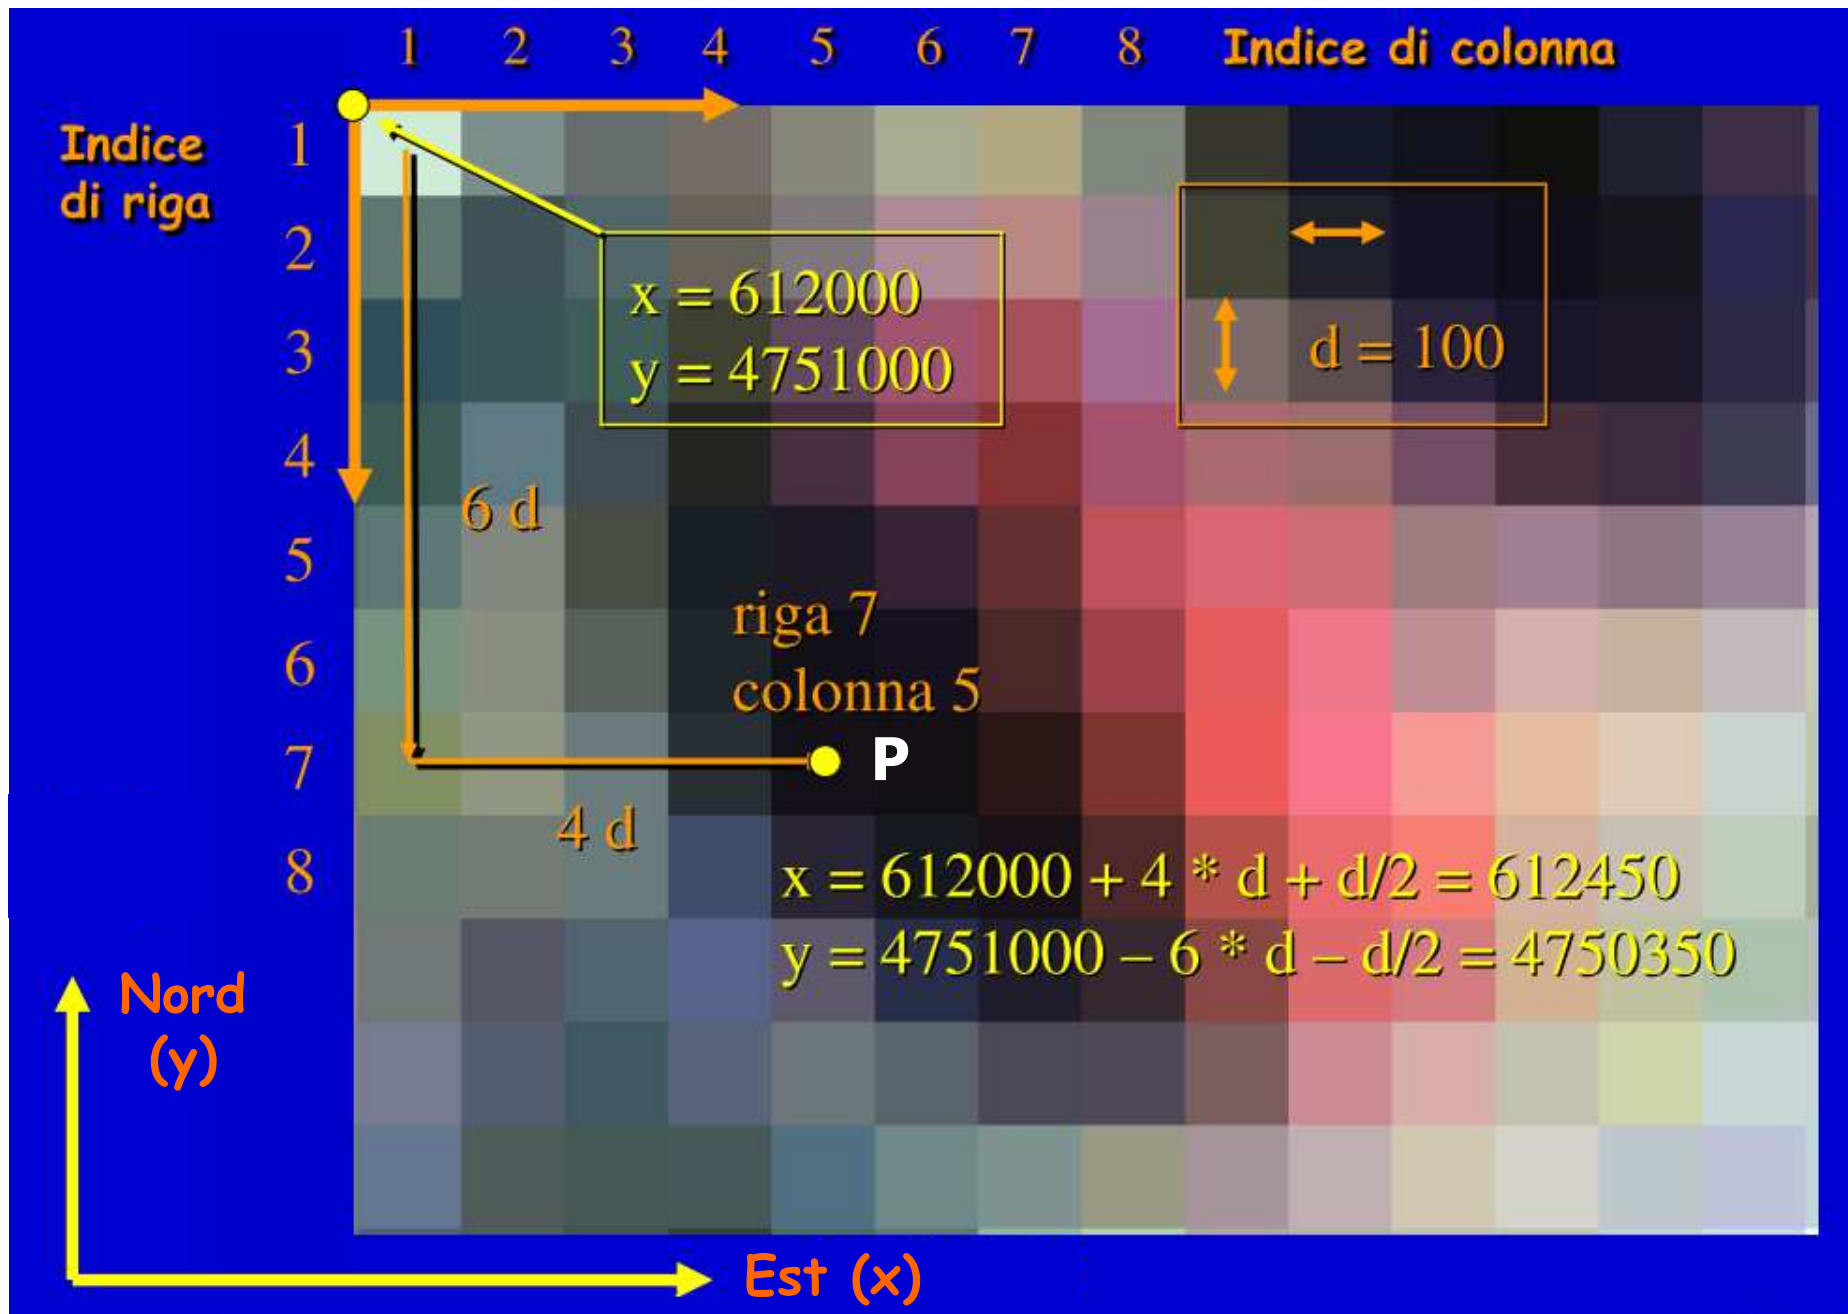 1 2 3 4 5 6 7 8 Indice di colonna
Indice
di riga
1
2
3
4
5
6
7
8
x = 612000
y = 4751000
d = 100
6 d
riga 7
colonna 5
P
4 d
x = 612000 + 4 * d + d/2 = 612450
y = 4751000 – 6 * d – d/2 = 4750350
Nord
(y)
Est (x)